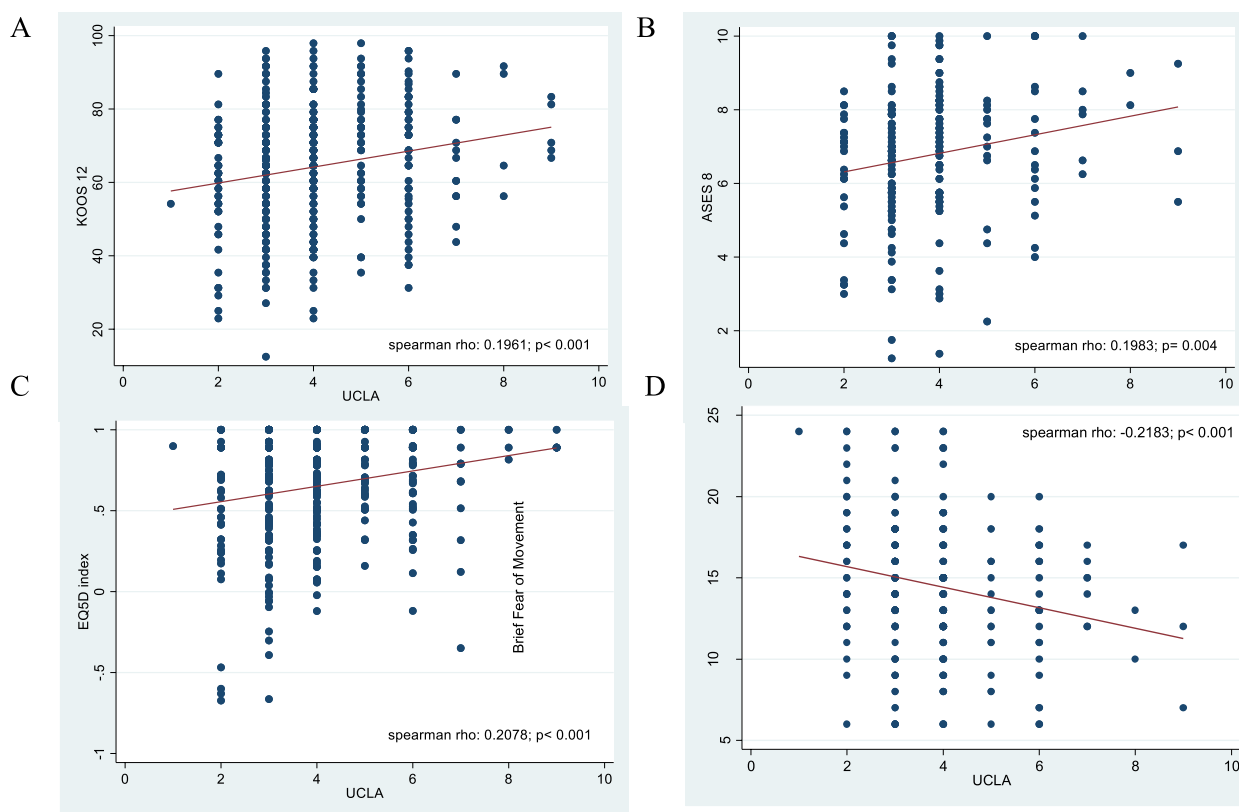 A
KOOS 12
100
80
60
40
20
spearman rho: 0.1961; p< 0.001
0 2 4 6 8 10
UCLA
B
ASES 8
10
8
6
4
2
spearman rho: 0.1983; p= 0.004
0 2 4 6 8 10
C
EQ5D index
1
.5
0
-.5
-1
spearman rho: 0.2078; p< 0.001
0 2 4 6 8 10
UCLA
D
Brief Fear of Movement
25
20
15
10
5
spearman rho: -0.2183; p< 0.001
0 2 4 6 8 10
UCLA